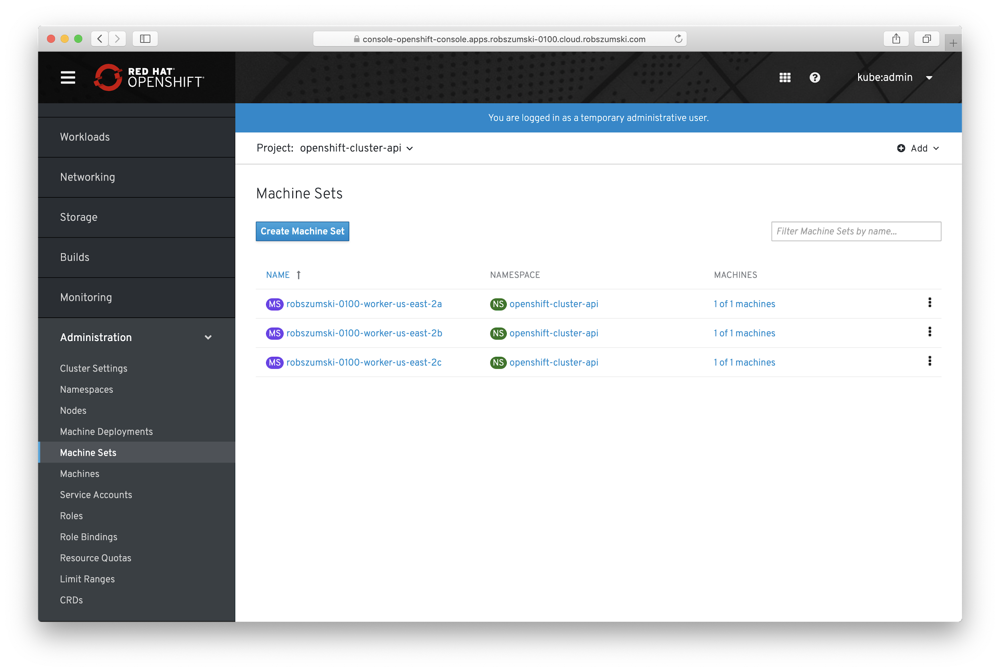 console-openshift-console.apps.robszumski-0100.cloud.robszumski.com
RED HAT
OPENSHIFT
kube:admin
You are logged in as a temporary administrative user.
Workloads
Networking
Storage
Builds
Monitoring
Administration
Cluster Settings
Namespaces
Nodes
Machine Deployments
Machine Sets
Machines
Service Accounts
Roles
Role Bindings
Resource Quotas
Limit Ranges
CRDs
Project: openshift-cluster-api
Add
Machine Sets
Create Machine Set
Filter Machine Sets by name...
NAME NAMESPACE MACHINES
MS robszumski-0100-worker-us-east-2a NS openshift-cluster-api 1 of 1 machines
MS robszumski-0100-worker-us-east-2b NS openshift-cluster-api 1 of 1 machines
MS robszumski-0100-worker-us-east-2c NS openshift-cluster-api 1 of 1 machines